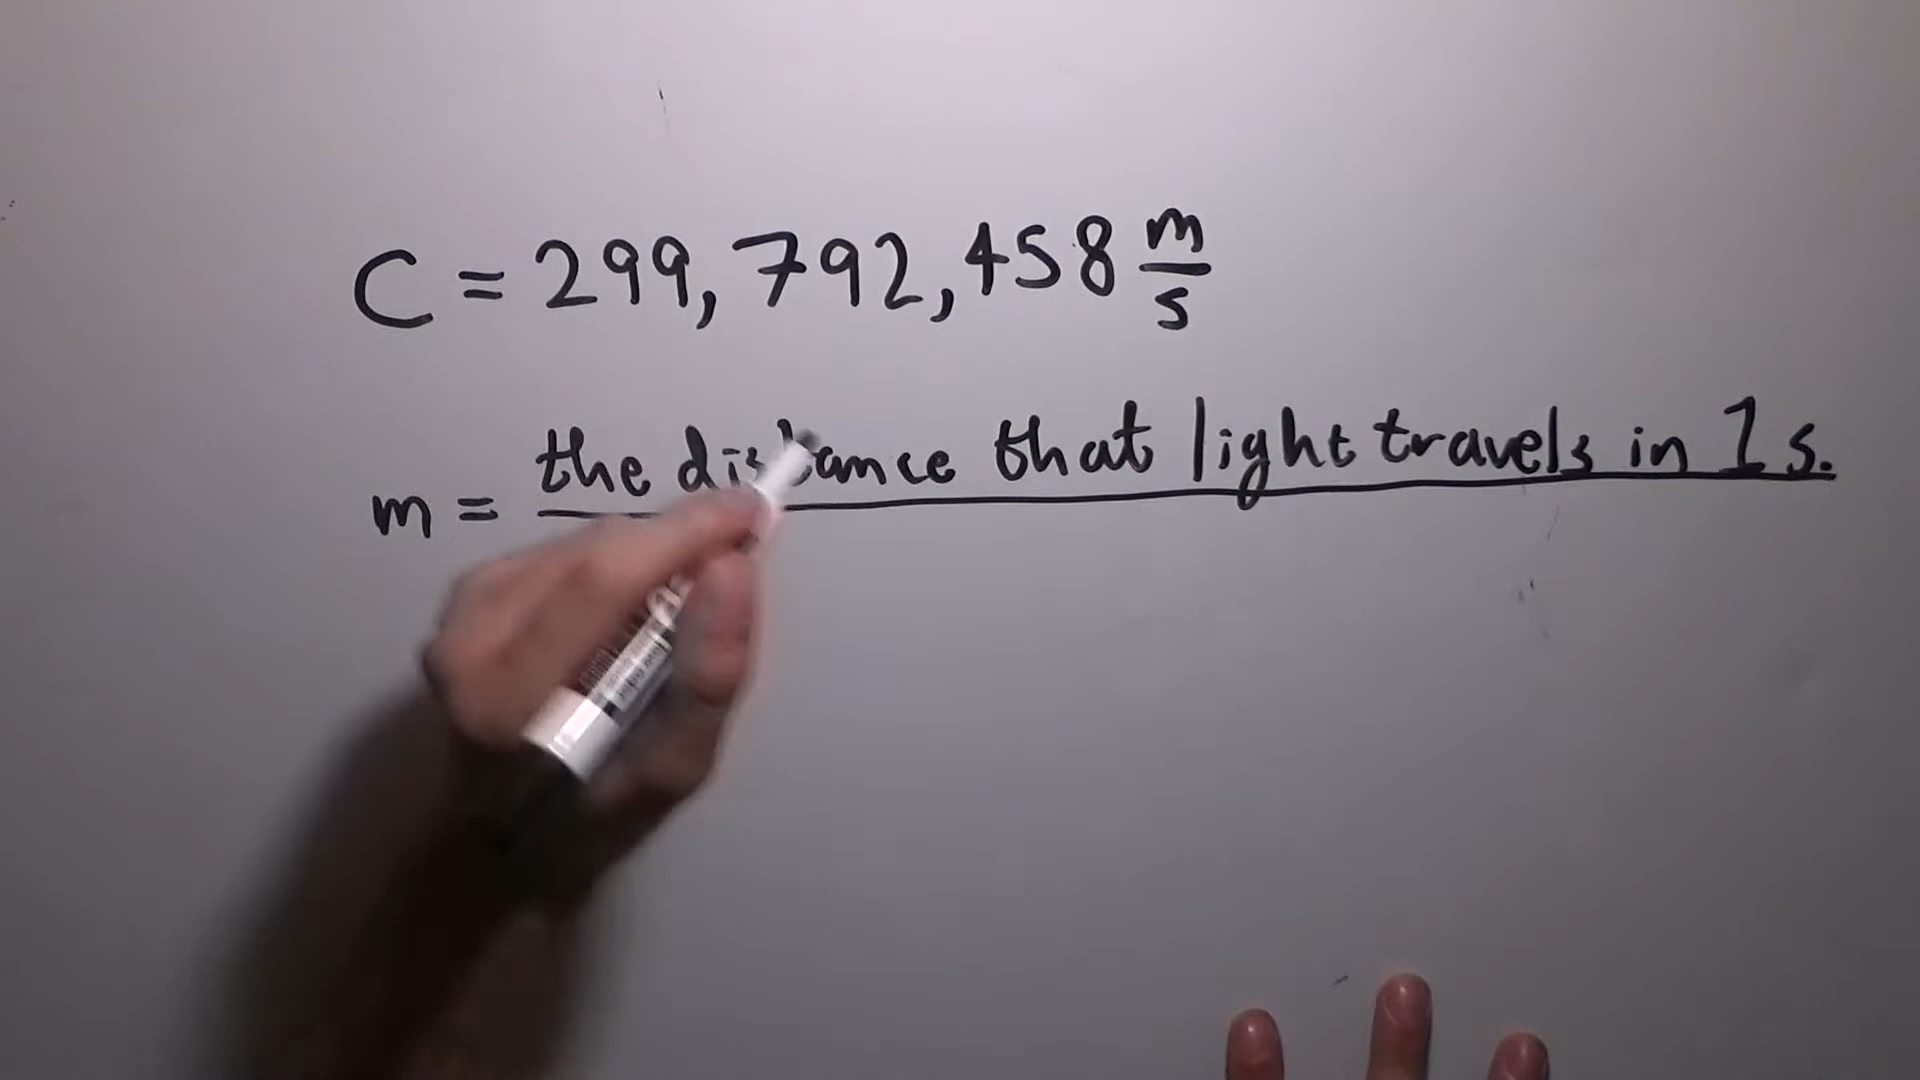 C = 299,792,458 m/s
m = the distance that light travels in 1 s.